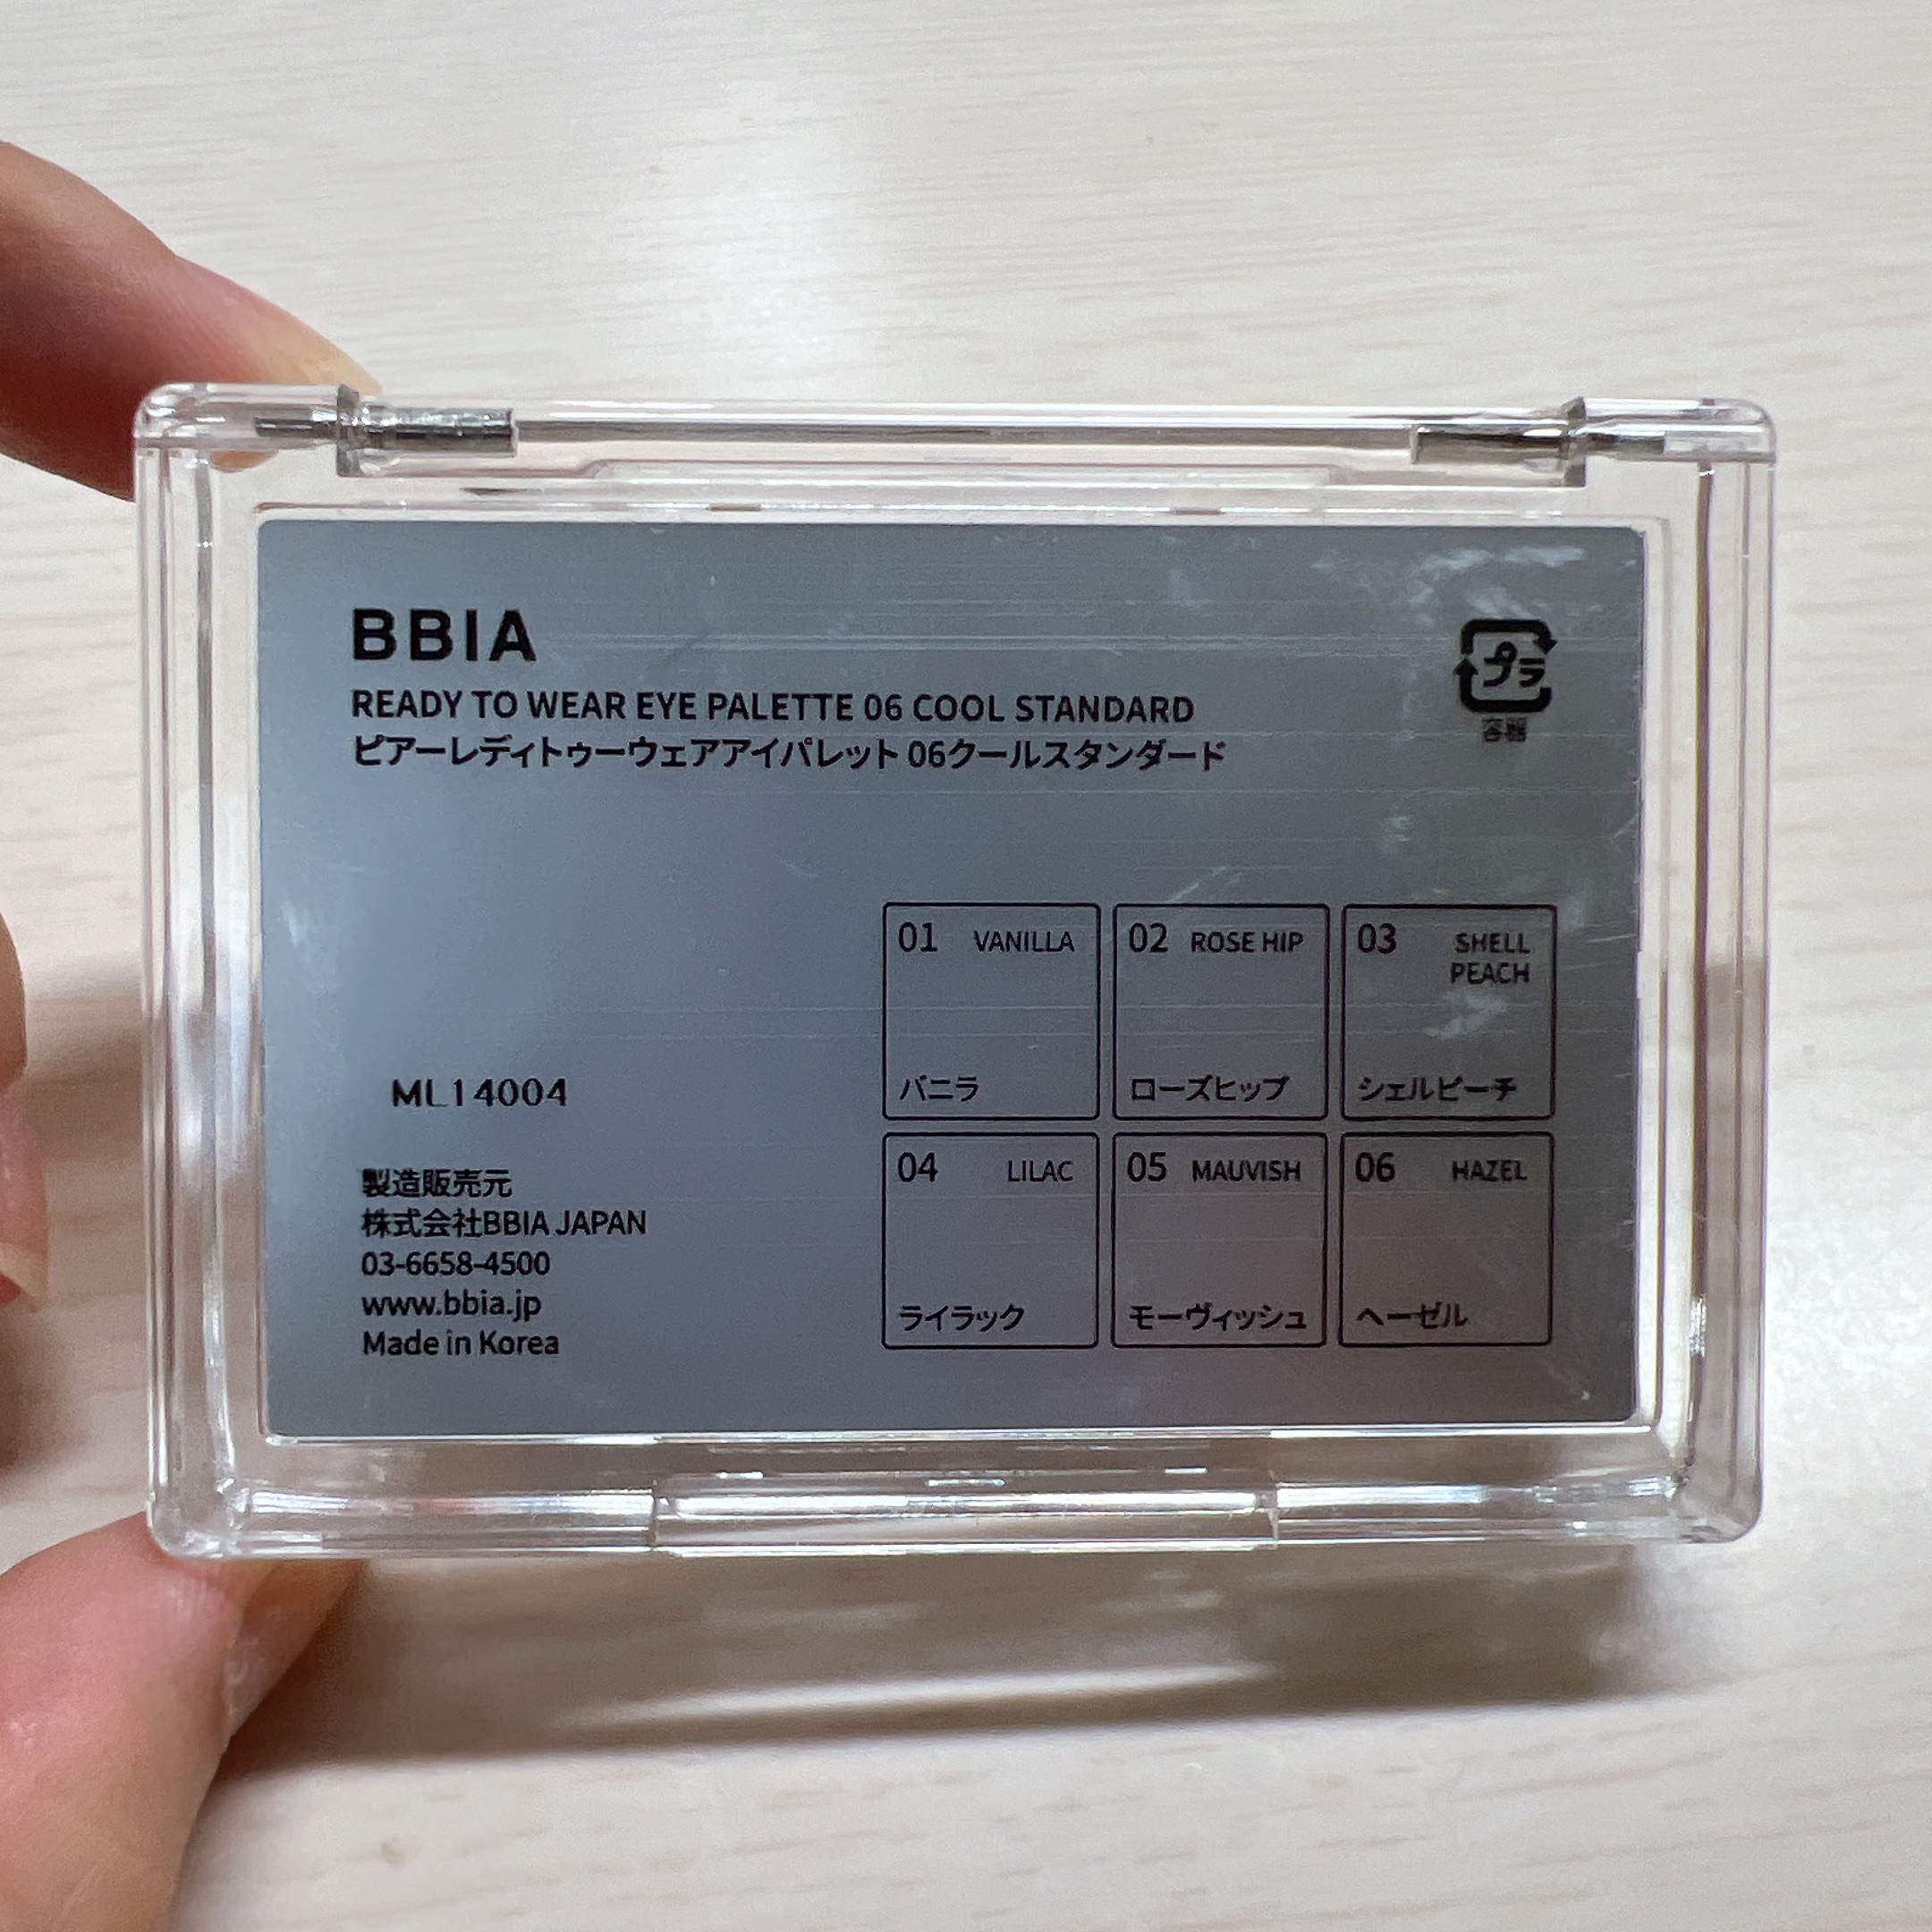 BBIA
READY TO WEAR EYE PALETTE 06 COOL STANDARD
ピアーレディトゥーウェアアイパレット 06クールスタンダード
プラ
容器
01 VANILLA
バニラ
02 ROSE HIP
ローズヒップ
03 SHELL
PEACH
シェルピーチ
04 LILAC
ライラック
05 MAUVISH
モーヴィッシュ
06 HAZEL
ヘーゼル
ML14004
製造販売元
株式会社BBIA JAPAN
03-6658-4500
www.bbia.jp
Made in Korea